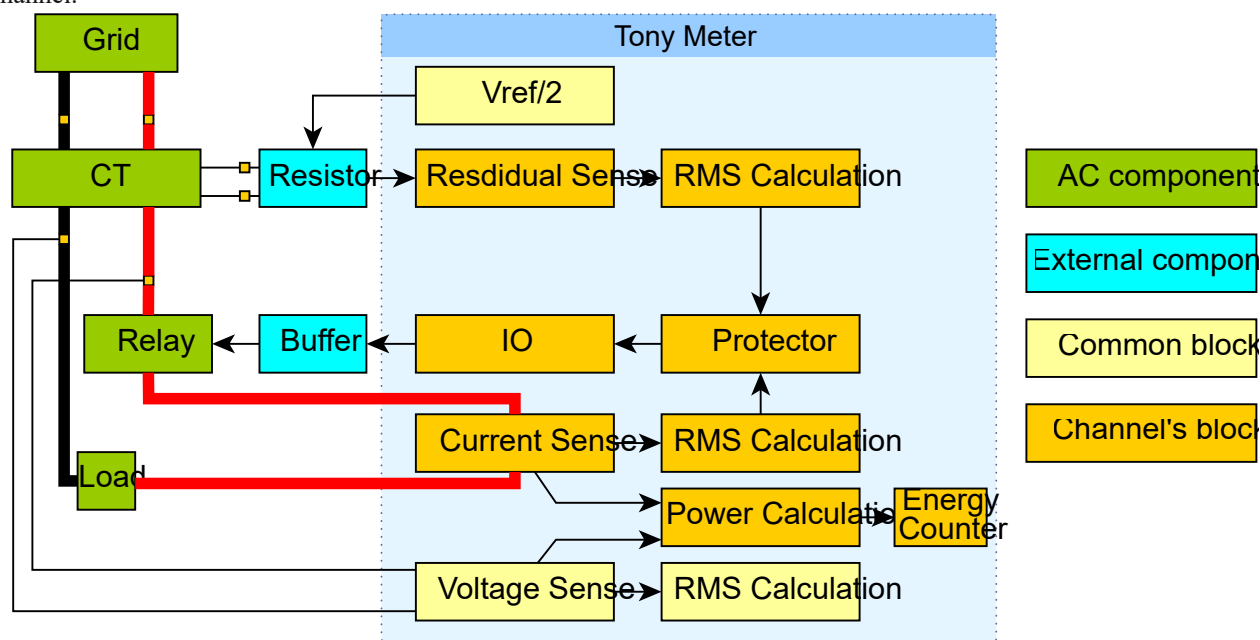 hannel.
Grid
Tony Meter
Vref/2
CT
Resistor
Resdidual Sense
RMS Calculation
AC component
External compon
Relay
Buffer
IO
Protector
Common block
Current Sense
RMS Calculation
Channel's block
Load
Power Calculatio
Energy
Counter
Voltage Sense
RMS Calculation